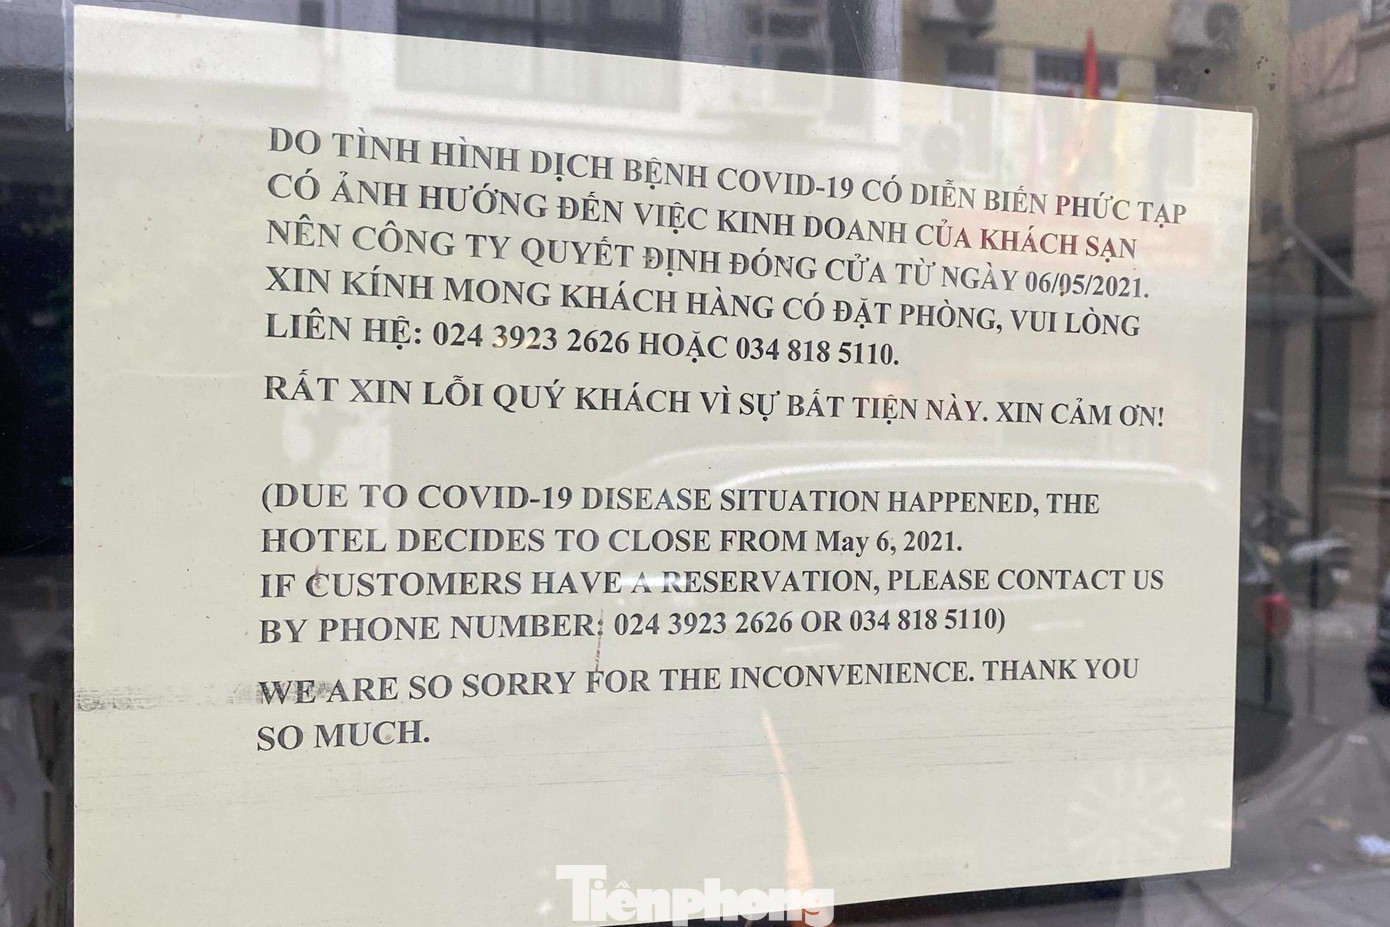 DO TÌNH HÌNH DỊCH BỆNH COVID-19 CÓ DIỄN BIẾN PHỨC TẠP
CÓ ẢNH HƯỚNG ĐẾN VIỆC KINH DOANH CỦA KHÁCH SẠN
NÊN CÔNG TY QUYẾT ĐỊNH ĐÓNG CỬA TỪ NGÀY 06/05/2021.
XIN KÍNH MONG KHÁCH HÀNG CÓ ĐẶT PHÒNG, VUI LÒNG
LIÊN HỆ: 024 3923 2626 HOẶC 034 818 5110.
RẤT XIN LỖI QUÝ KHÁCH VÌ SỰ BẤT TIỆN NÀY. XIN CẢM ƠN!
(DUE TO COVID-19 DISEASE SITUATION HAPPENED, THE
HOTEL DECIDES TO CLOSE FROM May 6, 2021.
IF CUSTOMERS HAVE A RESERVATION, PLEASE CONTACT US
BY PHONE NUMBER: 024 3923 2626 OR 034 818 5110)
WE ARE SO SORRY FOR THE INCONVENIENCE. THANK YOU
SO MUCH.
Tiênphong